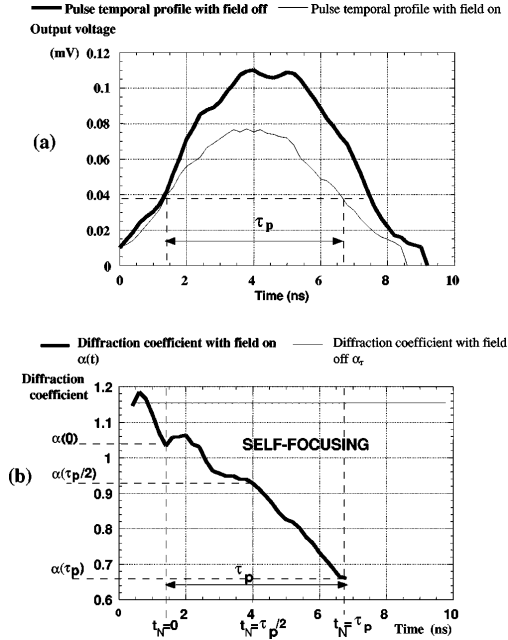 Pulse temporal profile with field off Pulse temporal profile with field on
Output voltage
(mV)
0.12
0.1
0.08
(a)
0.06
0.04
τp
0.02
0
0 2 4 6 8 10
Time (ns)
Diffraction coefficient with field on Diffraction coefficient with field
α(t) off αr
Diffraction
coefficient
1.2
1.1
α(0)
SELF-FOCUSING
1
(b)
α(τp/2)
0.9
0.8
0.7
α(τp)
τp
0.6
0 2 4 6 8 10
tN=0 tN=τp/2 tN=τp Time (ns)